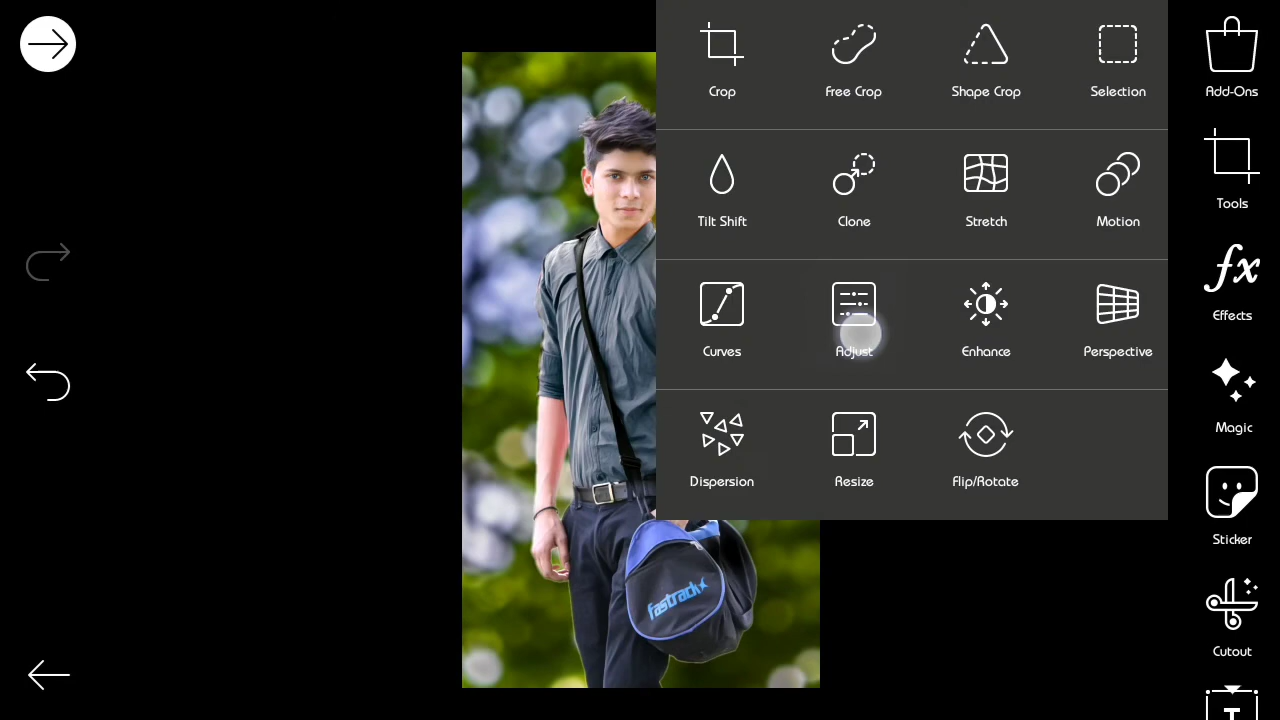 Crop Free Crop Shape Crop Selection
Tilt Shift Clone Stretch Motion
Curves Adjust Enhance Perspective
Dispersion Resize Flip/Rotate
Add-Ons
Tools
fx
Effects
Magic
Sticker
Cutout
T
fastrack